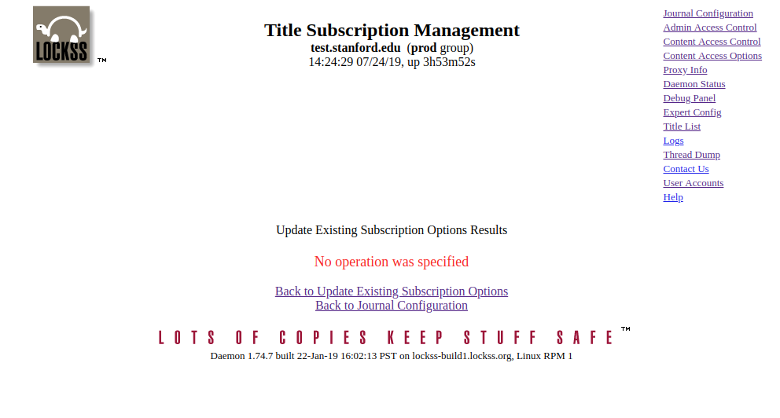 LOCKSS
TM
Title Subscription Management
test.stanford.edu (prod group)
14:24:29 07/24/19, up 3h53m52s
Journal Configuration
Admin Access Control
Content Access Control
Content Access Options
Proxy Info
Daemon Status
Debug Panel
Expert Config
Title List
Logs
Thread Dump
Contact Us
User Accounts
Help
Update Existing Subscription Options Results
No operation was specified
Back to Update Existing Subscription Options
Back to Journal Configuration
LOTS OF COPIES KEEP STUFF SAFE TM
Daemon 1.74.7 built 22-Jan-19 16:02:13 PST on lockss-build1.lockss.org, Linux RPM 1